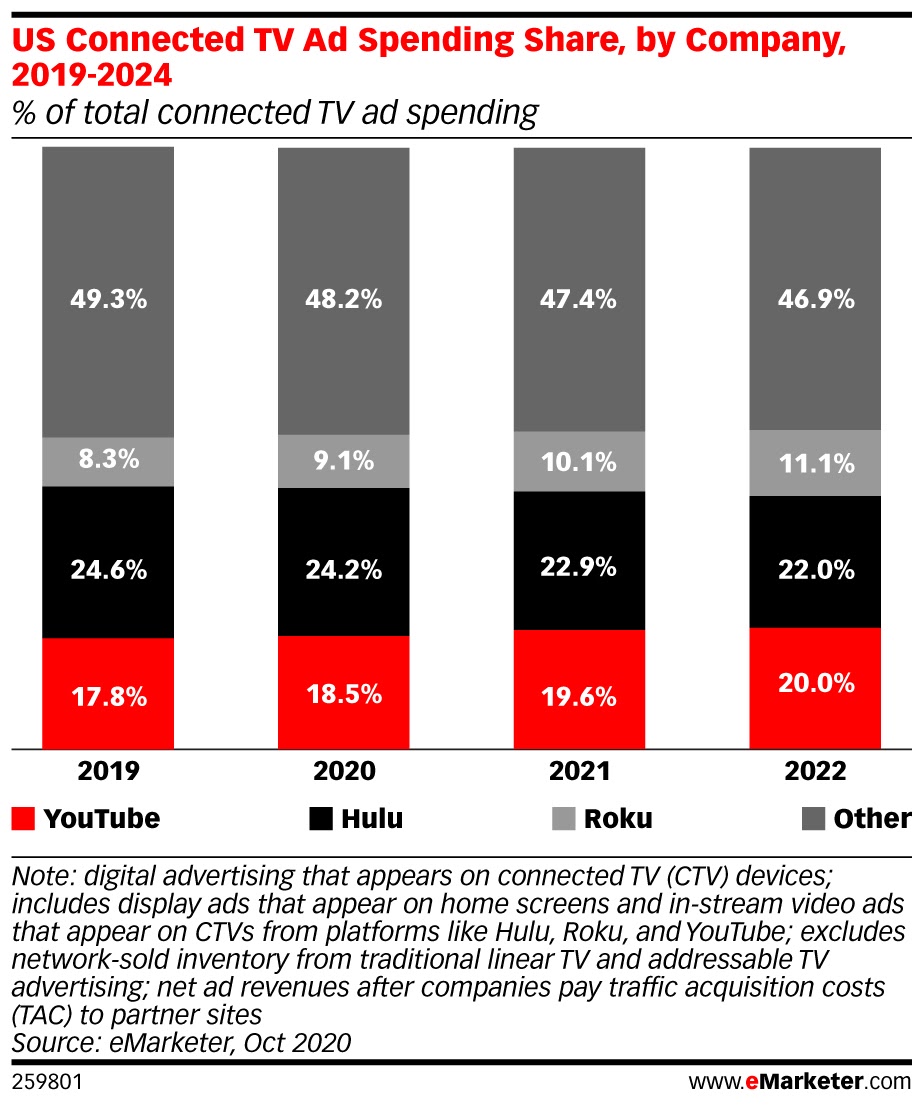 US Connected TV Ad Spending Share, by Company,
2019-2024
% of total connected TV ad spending
49.3% 48.2% 47.4% 46.9%
8.3% 9.1% 10.1% 11.1%
24.6% 24.2% 22.9% 22.0%
17.8% 18.5% 19.6% 20.0%
2019 2020 2021 2022
YouTube Hulu Roku Other
Note: digital advertising that appears on connected TV (CTV) devices;
includes display ads that appear on home screens and in-stream video ads
that appear on CTVs from platforms like Hulu, Roku, and YouTube; excludes
network-sold inventory from traditional linear TV and addressable TV
advertising; net ad revenues after companies pay traffic acquisition costs
(TAC) to partner sites
Source: eMarketer, Oct 2020
259801 www.eMarketer.com